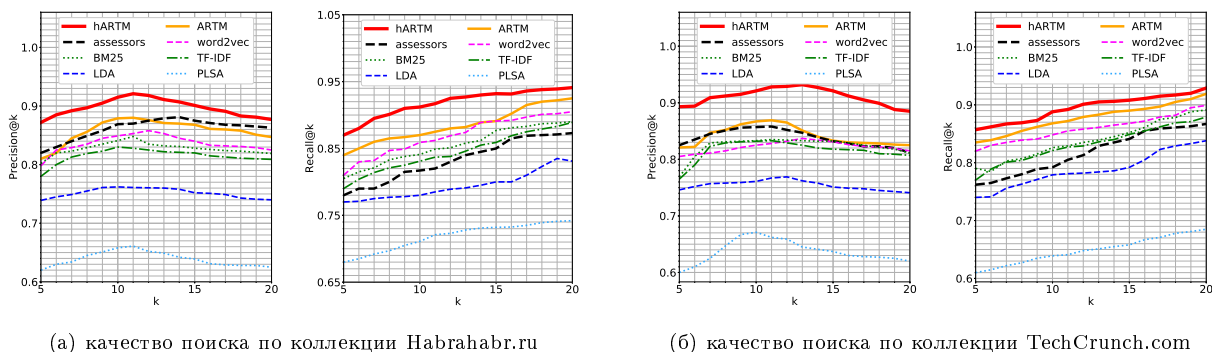 1.0
0.9
0.8
0.7
0.6
Precision@k
5
10
15
20
k
hARTM
assessors
BM25
LDA
ARTM
word2vec
TF-IDF
PLSA
1.05
0.95
0.85
0.75
0.65
Recall@k
5
10
15
20
k
hARTM
assessors
BM25
LDA
ARTM
word2vec
TF-IDF
PLSA
(а) качество поиска по коллекции Habrahabr.ru
1.0
0.9
0.8
0.7
0.6
Precision@k
5
10
15
20
k
hARTM
assessors
BM25
LDA
ARTM
word2vec
TF-IDF
PLSA
1.0
0.9
0.8
0.7
0.6
Recall@k
5
10
15
20
k
hARTM
assessors
BM25
LDA
ARTM
word2vec
TF-IDF
PLSA
(б) качество поиска по коллекции TechCrunch.com